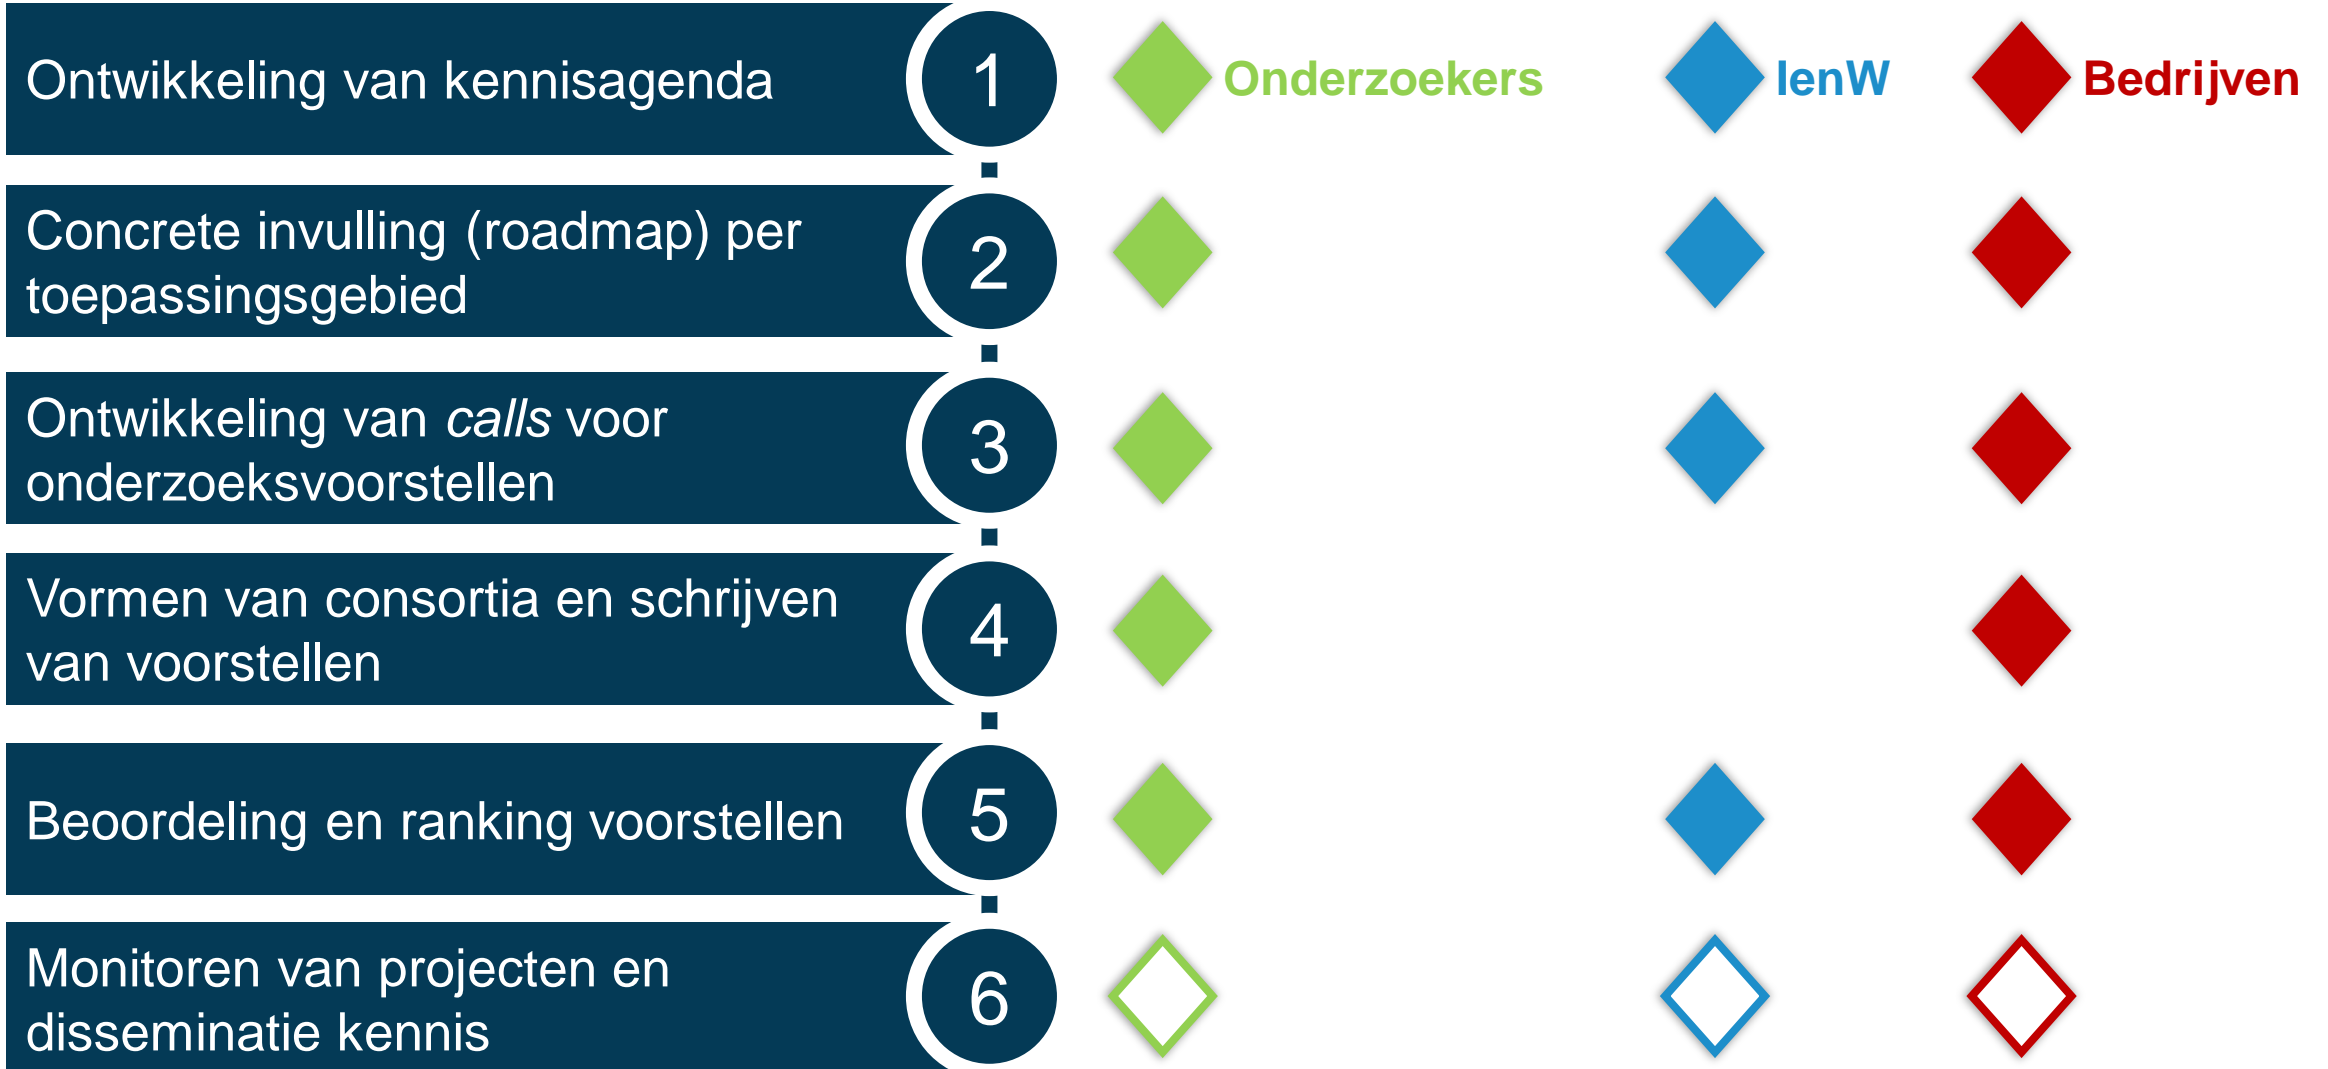 Ontwikkeling van kennisagenda
1
Onderzoekers
IenW
Bedrijven
Concrete invulling (roadmap) per
toepassingsgebied
2
Ontwikkeling van calls voor
onderzoeksvoorstellen
3
Vormen van consortia en schrijven
van voorstellen
4
Beoordeling en ranking voorstellen
5
Monitoren van projecten en
disseminatie kennis
6